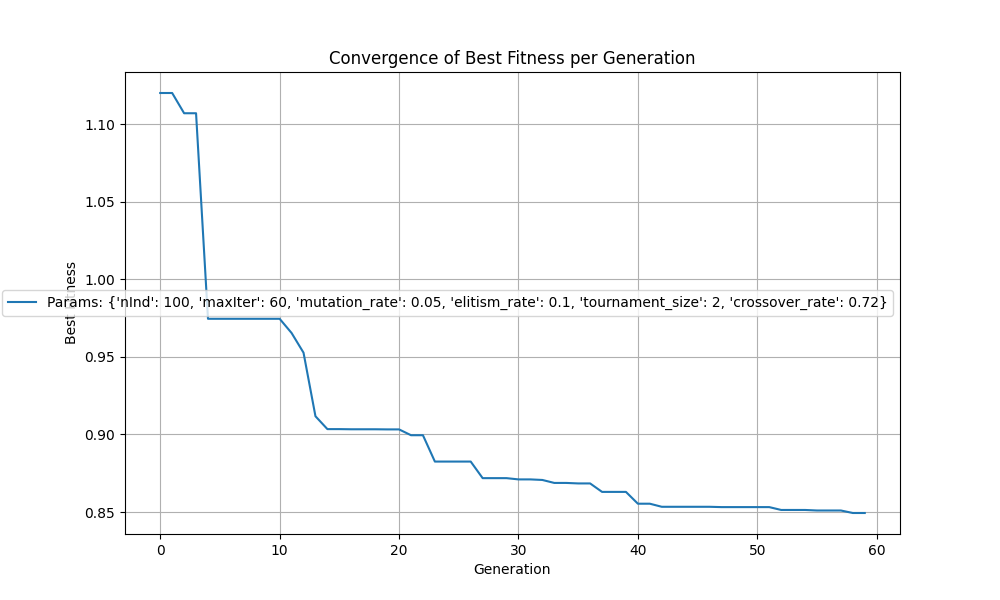 Convergence of Best Fitness per Generation
1.10
1.05
1.00
0.95
0.90
0.85
Best
Params: {'nInd': 100, 'maxIter': 60, 'mutation_rate': 0.05, 'elitism_rate': 0.1, 'tournament_size': 2, 'crossover_rate': 0.72}
0 10 20 30 40 50 60
Generation